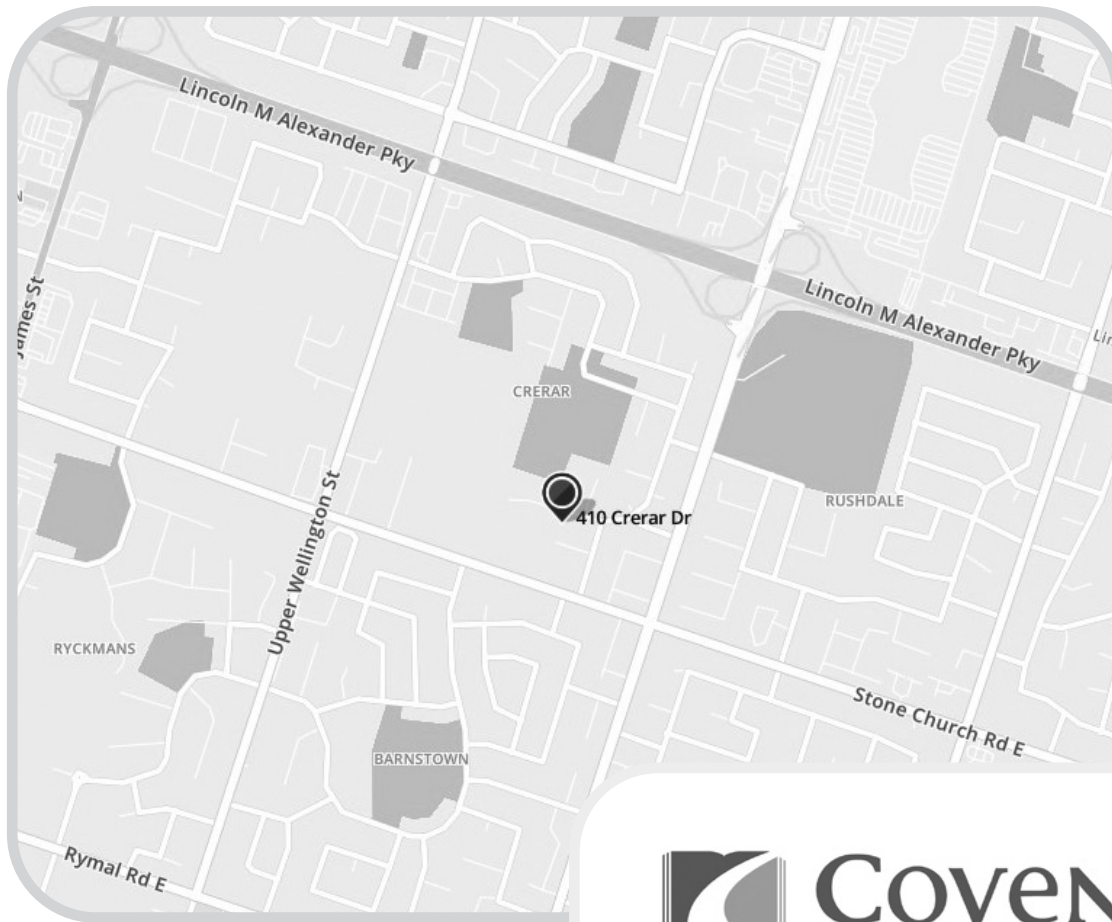 Lincoln M Alexander Pky
N
Lincoln M Alexander Pky
James St
Lin
CRERAR
410 Crerar Dr
RUSHDALE
Upper Wellington St
RYCKMANS
Stone Church Rd E
BARNSTOWN
Rymal Rd E
COVEN